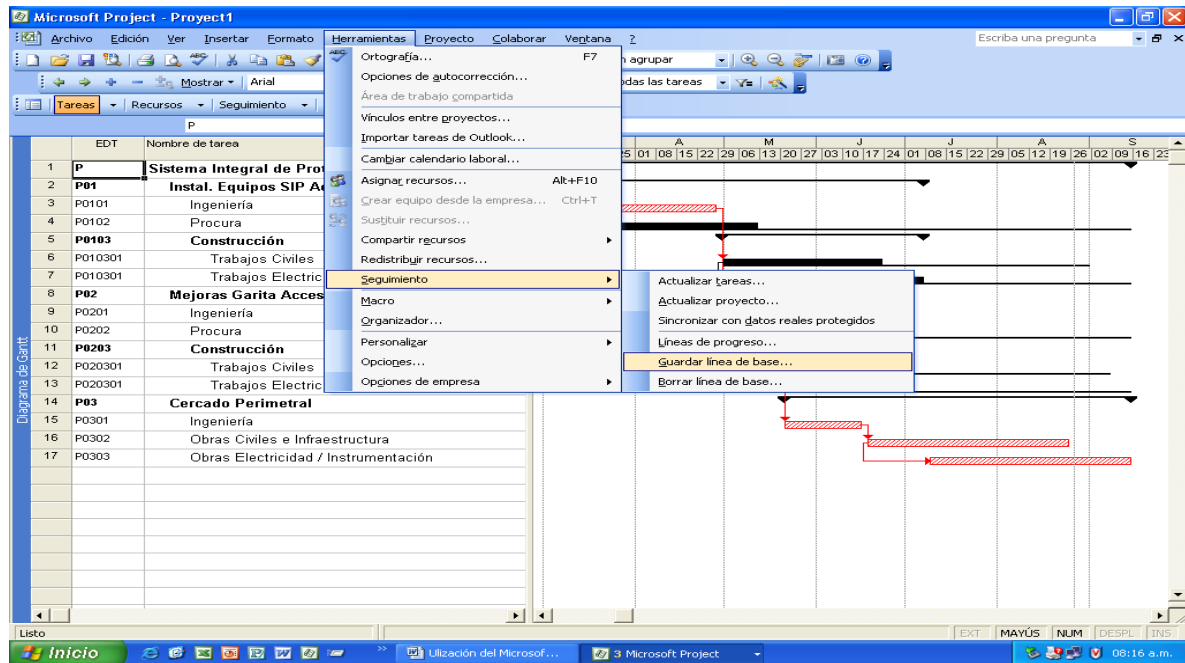 Microsoft Project - Proyect1
Archivo Edición Ver Insertar Formato Herramientas Proyecto Colaborar Ventana ? Escriba una pregunta
agrupar
Mostrar Arial
odas las tareas
Tareas Recursos Seguimiento
P
Ortografía... F7
Opciones de autocorrección...
Área de trabajo compartida
Vínculos entre proyectos...
Importar tareas de Outlook...
Cambiar calendario laboral...
Asignar recursos... Alt+F10
Crear equipo desde la empresa... Ctrl+T
Sustituir recursos...
Compartir recursos
Redistribuir recursos...
Seguimiento
Macro
Organizador...
Personalizar
Opciones...
Opciones de empresa
Actualizar tareas...
Actualizar proyecto...
Sincronizar con datos reales protegidos
Líneas de progreso...
Guardar línea de base...
Borrar línea de base...
EDT Nombre de tarea
A M J J A S
25 01 08 15 22 29 06 13 20 27 03 10 17 24 01 08 15 22 29 05 12 19 26 02 09 16 23
1 P Sistema Integral de Prot
2 P01 Instal. Equipos SIP A
3 P0101 Ingeniería
4 P0102 Procura
5 P0103 Construcción
6 P010301 Trabajos Civiles
7 P010301 Trabajos Electric
8 P02 Mejoras Garita Acces
9 P0201 Ingeniería
10 P0202 Procura
11 P0203 Construcción
12 P020301 Trabajos Civiles
13 P020301 Trabajos Electric
14 P03 Cercado Perimetral
15 P0301 Ingeniería
16 P0302 Obras Civiles e Infraestructura
17 P0303 Obras Electricidad / Instrumentación
Diagrama de Gantt
Listo EXT MAYÚS NUM DESPL INS
Inicio Ulización del Microsof... 3 Microsoft Project 08:16 a.m.